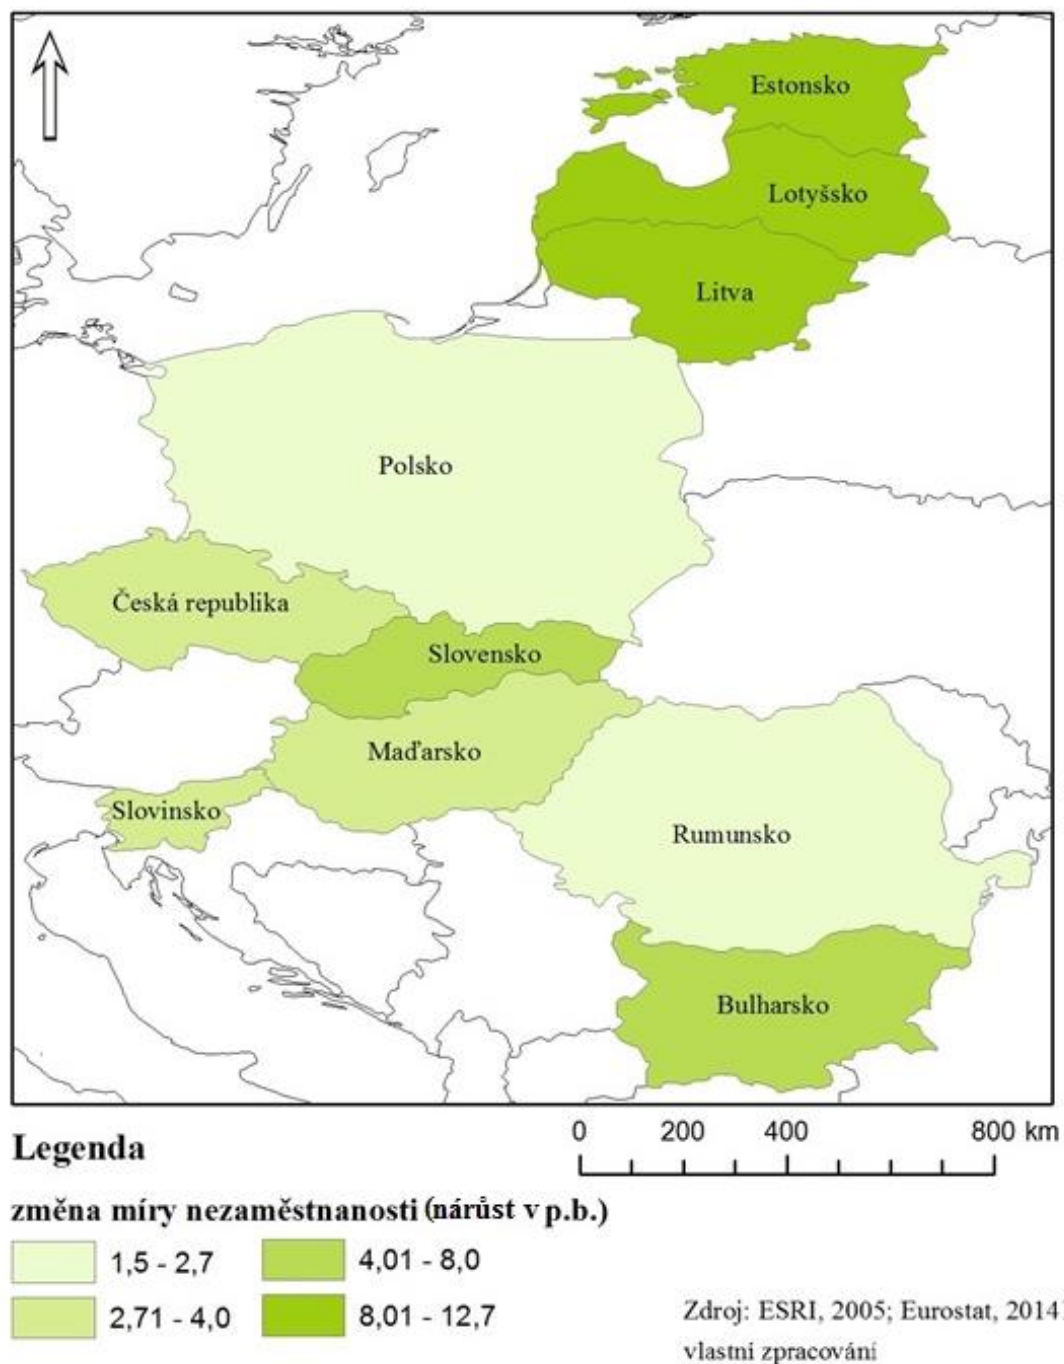 Estonsko
Lotyšsko
Litva
Polsko
Česká republika
Slovensko
Maďarsko
Slovinsko
Rumunsko
Bulharsko
0 200 400 800 km
Legenda
změna míry nezaměstnanosti (nárůst v p.b.)
1,5 - 2,7 4,01 - 8,0
2,71 - 4,0 8,01 - 12,7
Zdroj: ESRI, 2005; Eurostat, 2014
vlastní zpracování